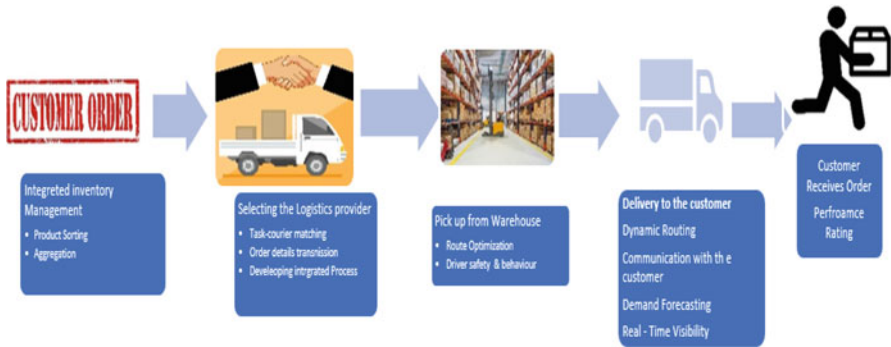 CUSTOMER ORDER
Integreted inventory
Management
• Product Sorting
• Aggregation
Selecting the Logistics provider
• Task-courier matching
• Order details transnission
• Develeoping intrgrated Process
Pick up from Warehouse
• Route Optimization
• Driver safety & behaviour
Delivery to the customer
Dynamic Routing
Communication with th e
customer
Demand Forecasting
Real - Time Visibility
Customer
Receives Order
Perfroamce
Rating